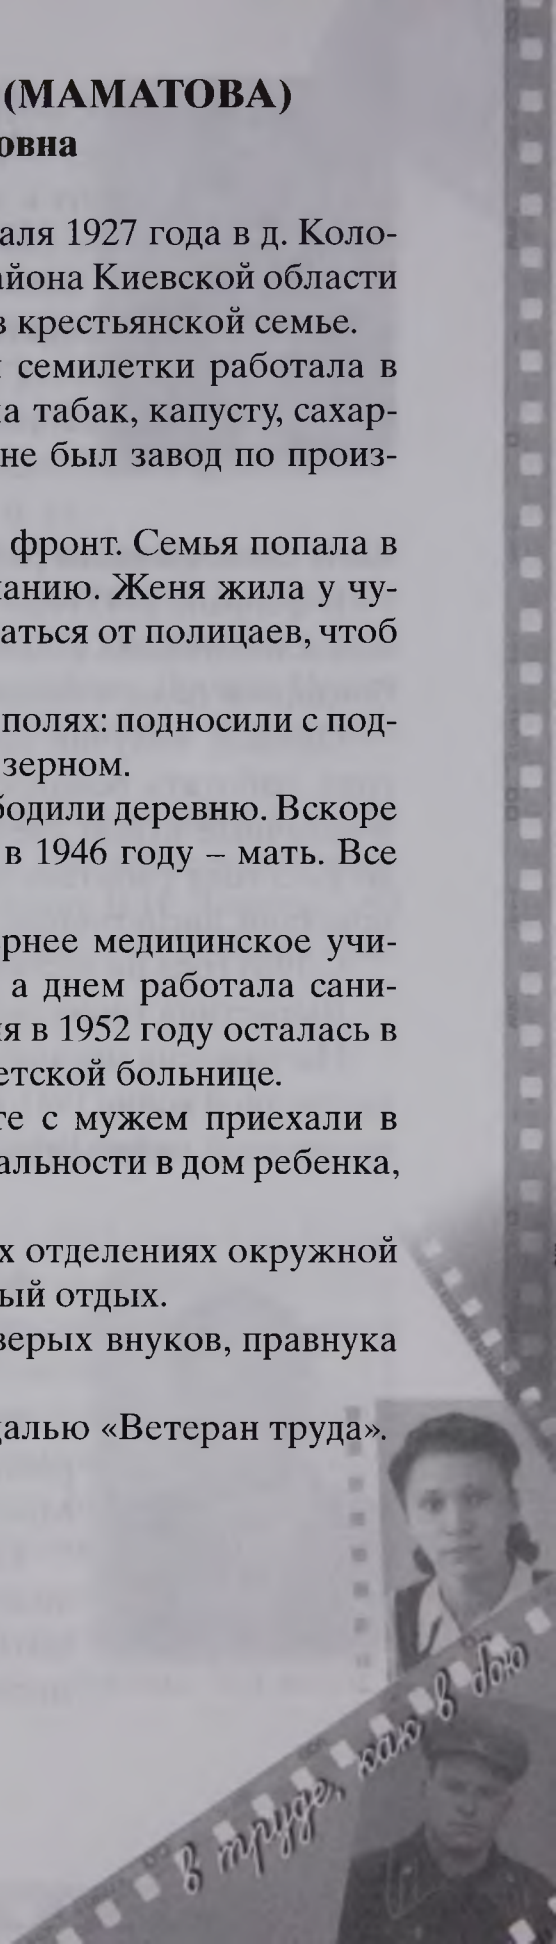 (МАМАТОВА)
овна
аля 1927 года в д. Коло-
айона Киевской области
в крестьянской семье.
и семилетки работала в
а табак, капусту, сахар-
не был завод по произ-
фронт. Семья попала в
анию. Женя жила у чу-
аться от полицаев, чтоб
полях: подносили с под-
зерном.
бодили деревню. Вскоре
в 1946 году – мать. Все
ернее медицинское учи-
а днем работала сани-
я в 1952 году осталась в
етской больнице.
те с мужем приехали в
альности в дом ребенка,
х отделениях окружной
ый отдых.
верых внуков, правнука
далью «Ветеран труда».
в труде, как в бою